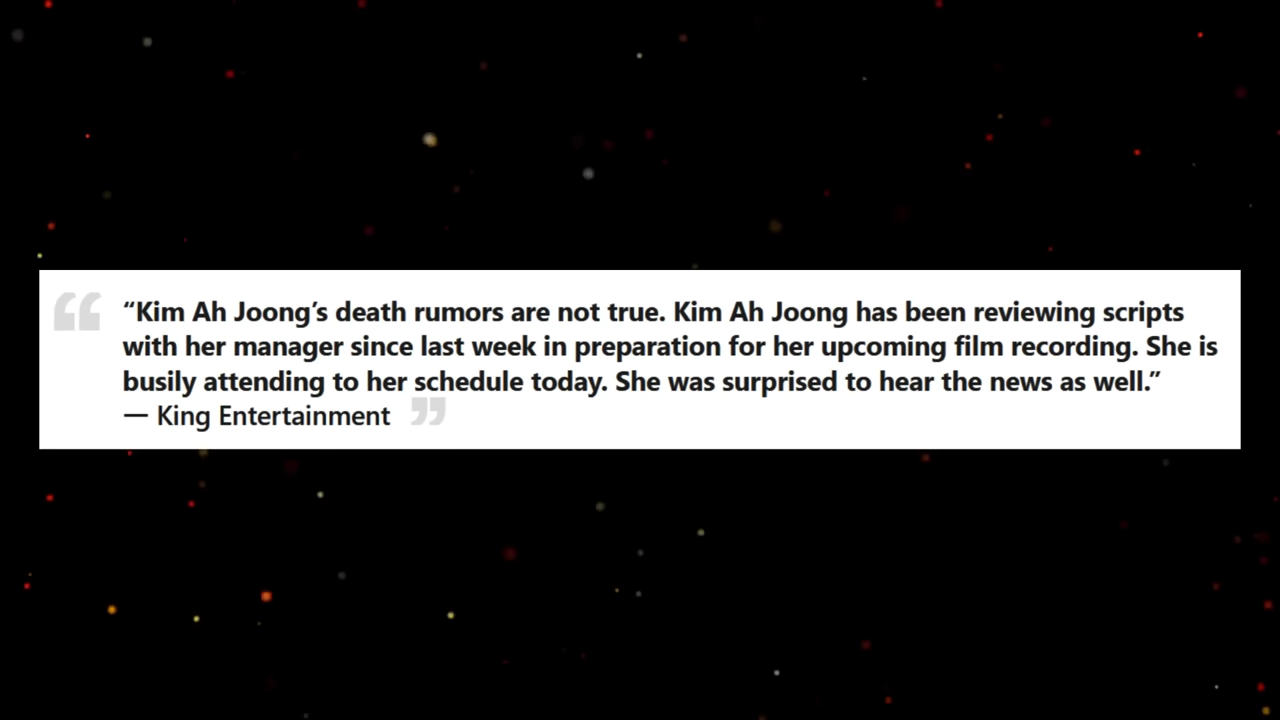 “Kim Ah Joong’s death rumors are not true. Kim Ah Joong has been reviewing scripts
with her manager since last week in preparation for her upcoming film recording. She is
busily attending to her schedule today. She was surprised to hear the news as well.”
— King Entertainment